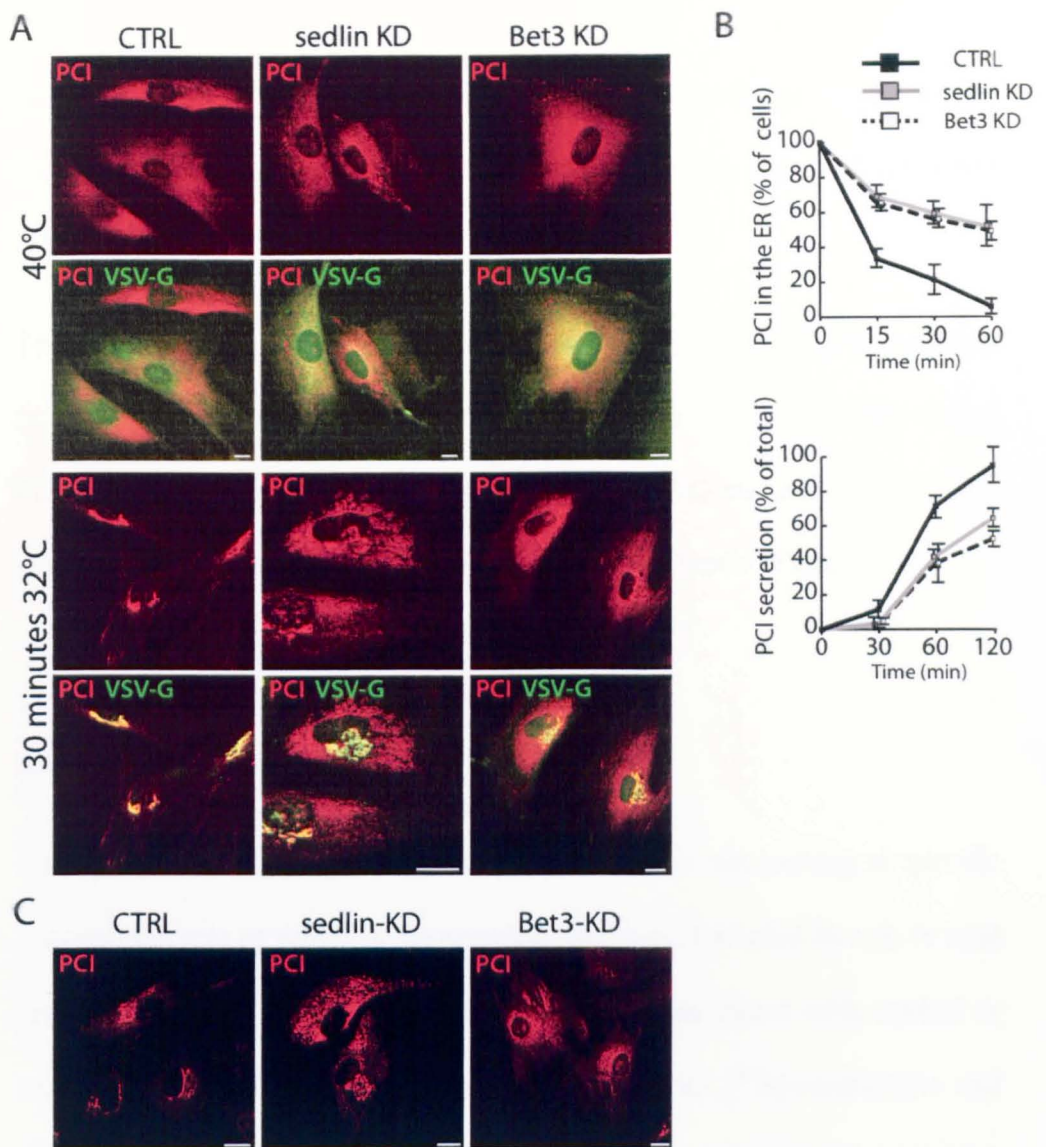 A
CTRL sedlin KD Bet3 KD
PCI PCI PCI
40°C
PCI VSV-G PCI VSV-G PCI VSV-G
PCI PCI PCI
30 minutes 32°C
PCI VSV-G PCI VSV-G PCI VSV-G
B
CTRL
sedlin KD
Bet3 KD
PCI in the ER (% of cells)
100
80
60
40
20
0
0 15 30 60
Time (min)
PCI secretion (% of total)
100
80
60
40
20
0
0 30 60 120
Time (min)
C
CTRL sedlin-KD Bet3-KD
PCI PCI PCI